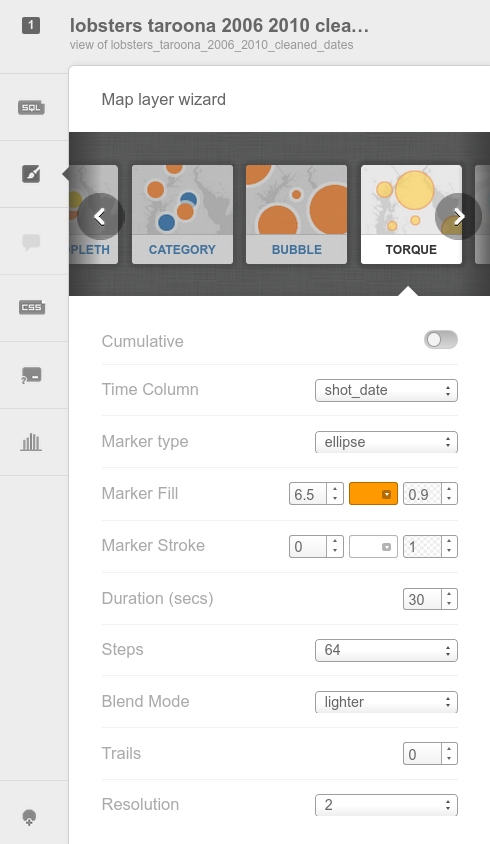 1
lobsters taroona 2006 2010 clea...
view of lobsters_taroona_2006_2010_cleaned_dates
SQL
Map layer wizard
PLETH
CATEGORY
BUBBLE
TORQUE
CSS
Cumulative
Time Column shot_date
Marker type ellipse
Marker Fill 6.5 0.9
Marker Stroke 0 1
Duration (secs) 30
Steps 64
Blend Mode lighter
Trails 0
Resolution 2